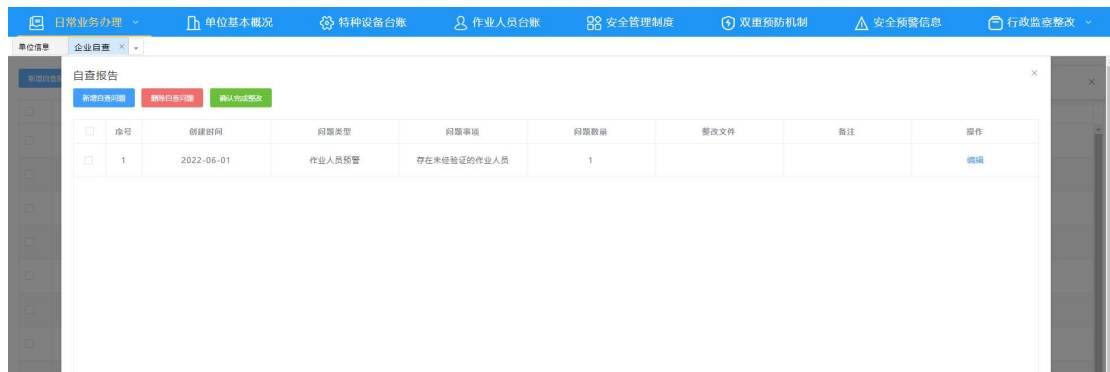 日常业务办理 单位基本概况 特种设备台账 作业人员台账 安全管理制度 双重预防机制 安全预警信息 行政监察整改
单位信息 企业自查 ×
自查报告 ×
新增自查问题 删除自查问题 确认完成整改
序号 创建时间 问题类型 问题事项 问题数量 整改文件 备注 操作
1 2022-06-01 作业人员预警 存在未经验证的作业人员 1 编辑